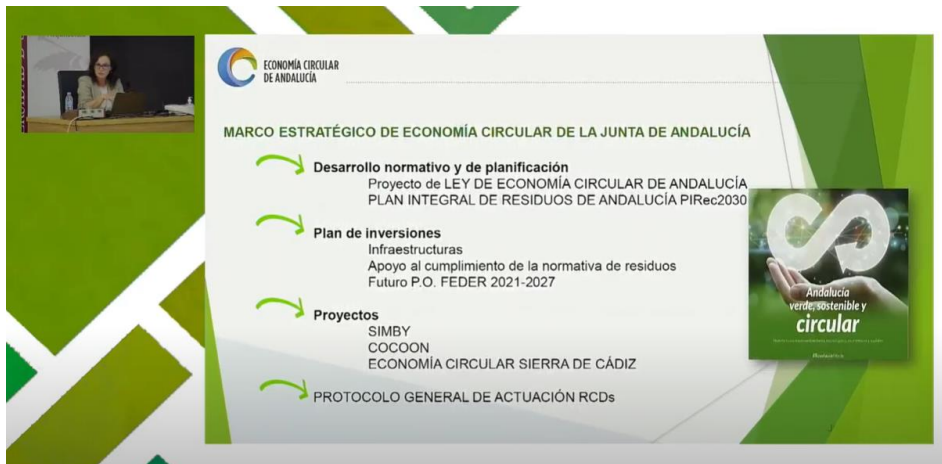 ECONOMÍA CIRCULAR
DE ANDALUCÍA
MARCO ESTRATÉGICO DE ECONOMÍA CIRCULAR DE LA JUNTA DE ANDALUCÍA
Desarrollo normativo y de planificación
Proyecto de LEY DE ECONOMÍA CIRCULAR DE ANDALUCÍA
PLAN INTEGRAL DE RESIDUOS DE ANDALUCÍA PIRec2030
Plan de inversiones
Infraestructuras
Apoyo al cumplimiento de la normativa de residuos
Futuro P.O. FEDER 2021-2027
Proyectos
SIMBY
COCOON
ECONOMÍA CIRCULAR SIERRA DE CÁDIZ
PROTOCOLO GENERAL DE ACTUACIÓN RCDs
Andalucía
verde, sostenible y
circular